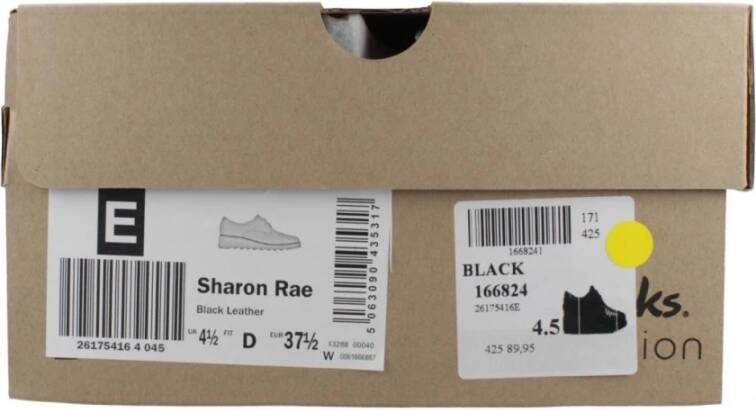 E
Sharon Rae
Black Leather
UK 4½ FIT D EUR 37½
26175416 4 045
13288 00040
W 0061666667
5 063090 435317
171
425
1668241
BLACK
166824
26175416E
4.5
425 89,95
ks.
ion